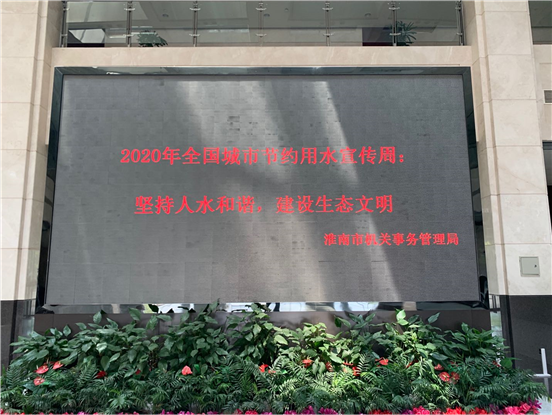 2020年全国城市节约用水宣传周：
坚持人水和谐，建设生态文明
淮南市机关事务管理局